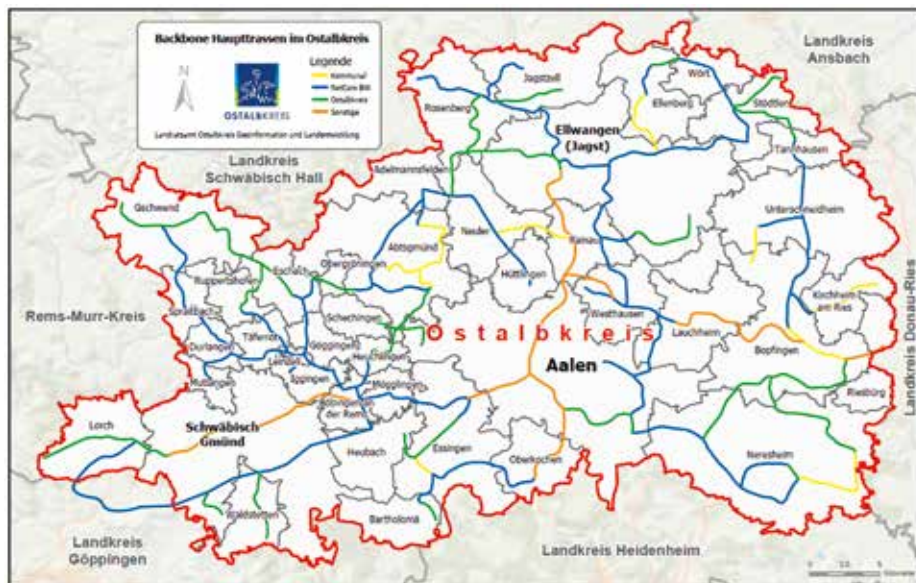 Backbone Haupttrassen im Ostalbkreis
N
OSTALBKREIS
Legende
Kommunal
NetCom BW
Ostalbkreis
Sonstige
Landratsamt Ostalbkreis Geoinformation und Landentwicklung
Landkreis
Ansbach
Landkreis
Schwäbisch Hall
Rems-Murr-Kreis
Landkreis Donau-Ries
Landkreis
Göppingen
Landkreis Heidenheim
Ostalbkreis
Jagstzell
Rosenberg
Wört
Ellenberg
Stödtlen
Ellwangen
(Jagst)
Tannhausen
Adelmannsfelden
Gschwend
Unterschneidheim
Neuler
Rainau
Abtsgmünd
Eschach
Obergröningen
Hüttlingen
Ruppertshofen
Kirchheim
am Ries
Spraitbach
Schechingen
Westhausen
Lauchheim
Täferrot
Göggingen
Durlangen
Heuchlingen
Bopfingen
Leinzell
Iggingen
Mögglingen
Aalen
Mutlangen
Riesbürg
Böbingen an
der Rems
Lorch
Schwäbisch
Gmünd
Heubach
Essingen
Oberkochen
Neresheim
Waldstetten
Bartholomä